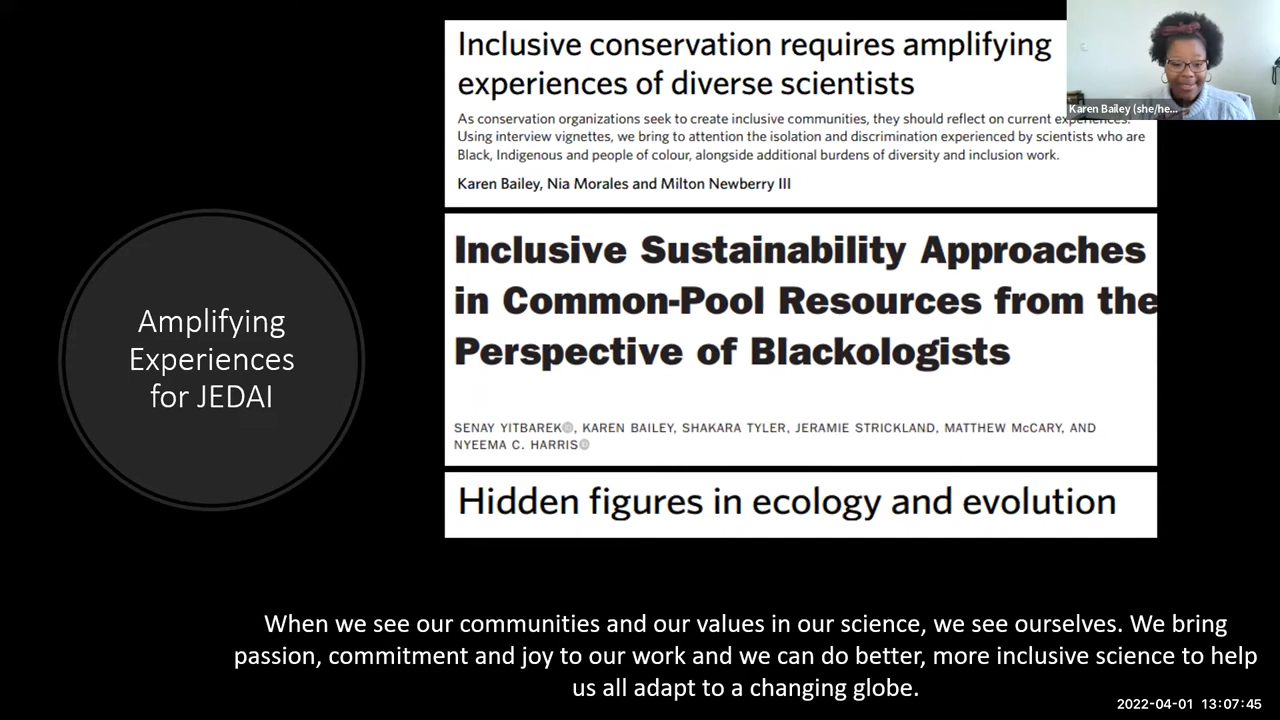 Inclusive conservation requires amplifying
experiences of diverse scientists
As conservation organizations seek to create inclusive communities, they should reflect on current experiences.
Using interview vignettes, we bring to attention the isolation and discrimination experienced by scientists who are
Black, Indigenous and people of colour, alongside additional burdens of diversity and inclusion work.
Karen Bailey, Nia Morales and Milton Newberry III
Karen Bailey (she/he...
Inclusive Sustainability Approaches
in Common-Pool Resources from the
Perspective of Blackologists
SENAY YITBAREK, KAREN BAILEY, SHAKARA TYLER, JERAMIE STRICKLAND, MATTHEW McCARY, AND
NYEEMA C. HARRIS
Amplifying
Experiences
for JEDAI
Hidden figures in ecology and evolution
When we see our communities and our values in our science, we see ourselves. We bring
passion, commitment and joy to our work and we can do better, more inclusive science to help
us all adapt to a changing globe.
2022-04-01 13:07:45